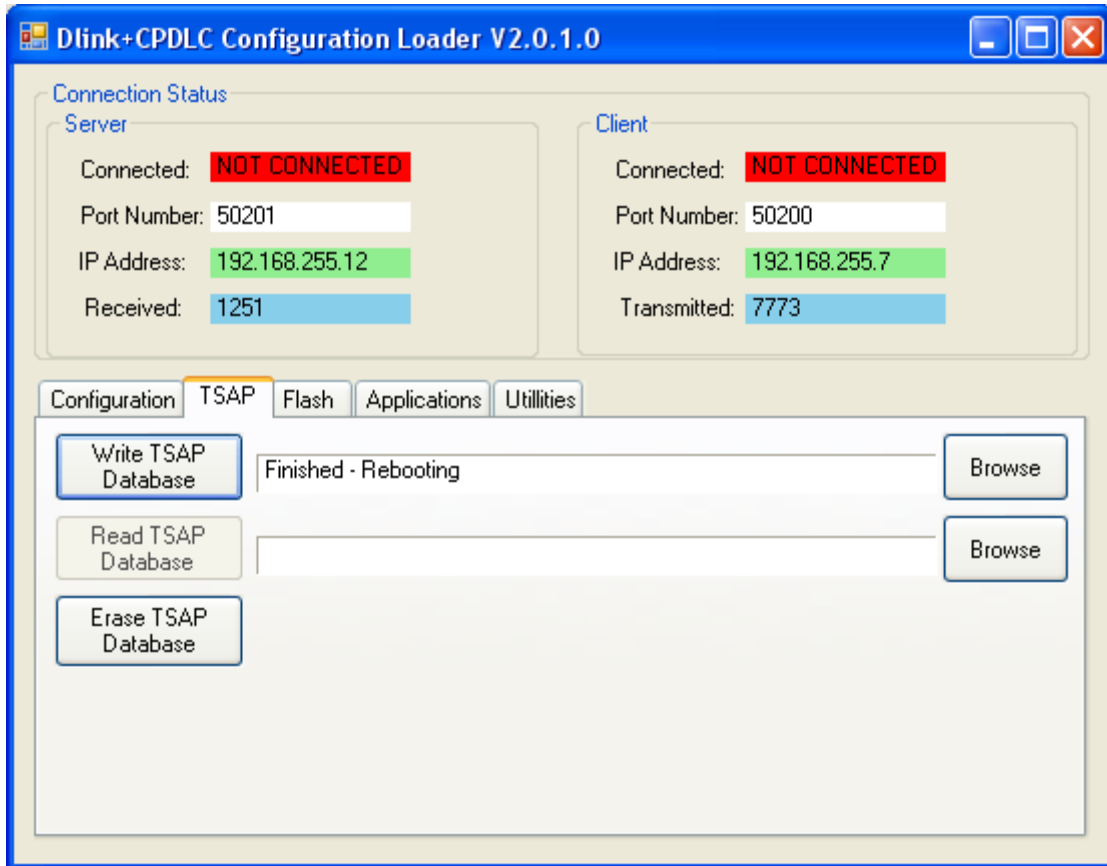 Dlink+CPDLC Configuration Loader V2.0.1.0
Connection Status
Server
Connected: NOT CONNECTED
Port Number: 50201
IP Address: 192.168.255.12
Received: 1251
Client
Connected: NOT CONNECTED
Port Number: 50200
IP Address: 192.168.255.7
Transmitted: 7773
Configuration TSAP Flash Applications Utillities
Write TSAP
Database
Finished - Rebooting
Browse
Read TSAP
Database
Browse
Erase TSAP
Database